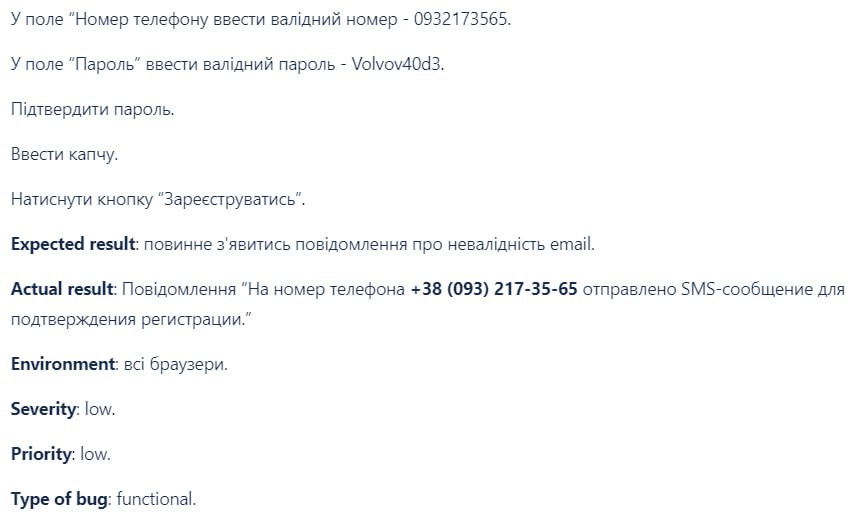 У поле “Номер телефону ввести валідний номер - 0932173565.
У поле “Пароль” ввести валідний пароль - Volvov40d3.
Підтвердити пароль.
Ввести капчу.
Натиснути кнопку “Зареєструватись”.
Expected result: повинне з'явитись повідомлення про невалідність email.
Actual result: Повідомлення “На номер телефона +38 (093) 217-35-65 отправлено SMS-сообщение для
подтверждения регистрации.”
Environment: всі браузери.
Severity: low.
Priority: low.
Type of bug: functional.